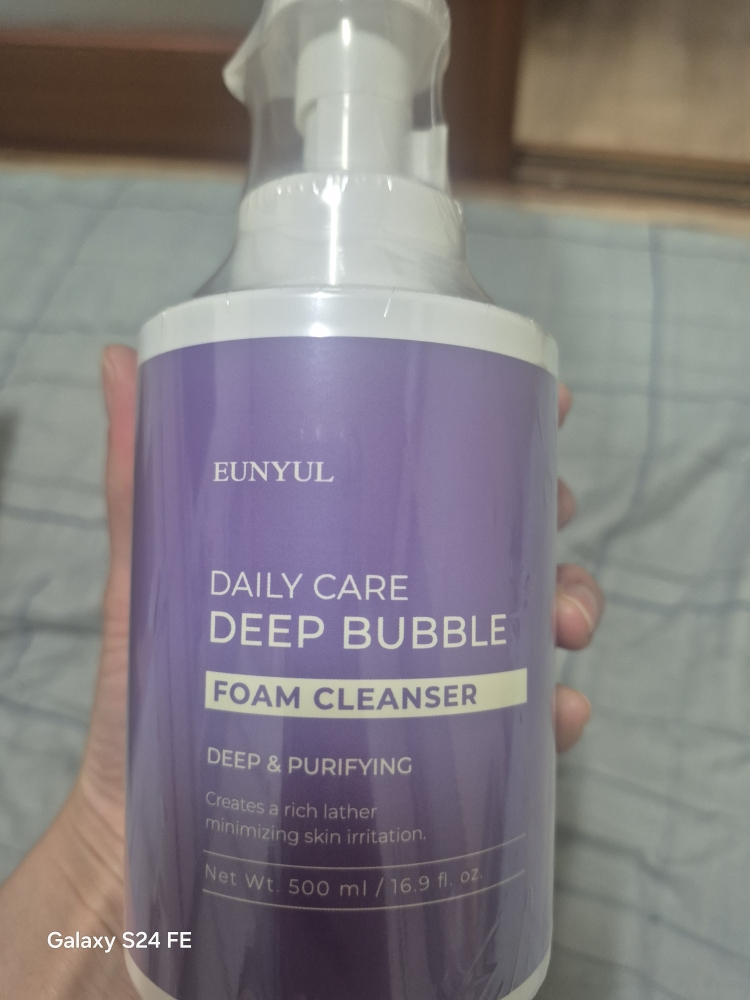 EUNYUL
DAILY CARE
DEEP BUBBLE
FOAM CLEANSER
DEEP & PURIFYING
Creates a rich lather
minimizing skin irritation.
Net Wt. 500 ml / 16.9 fl. oz.
Galaxy S24 FE